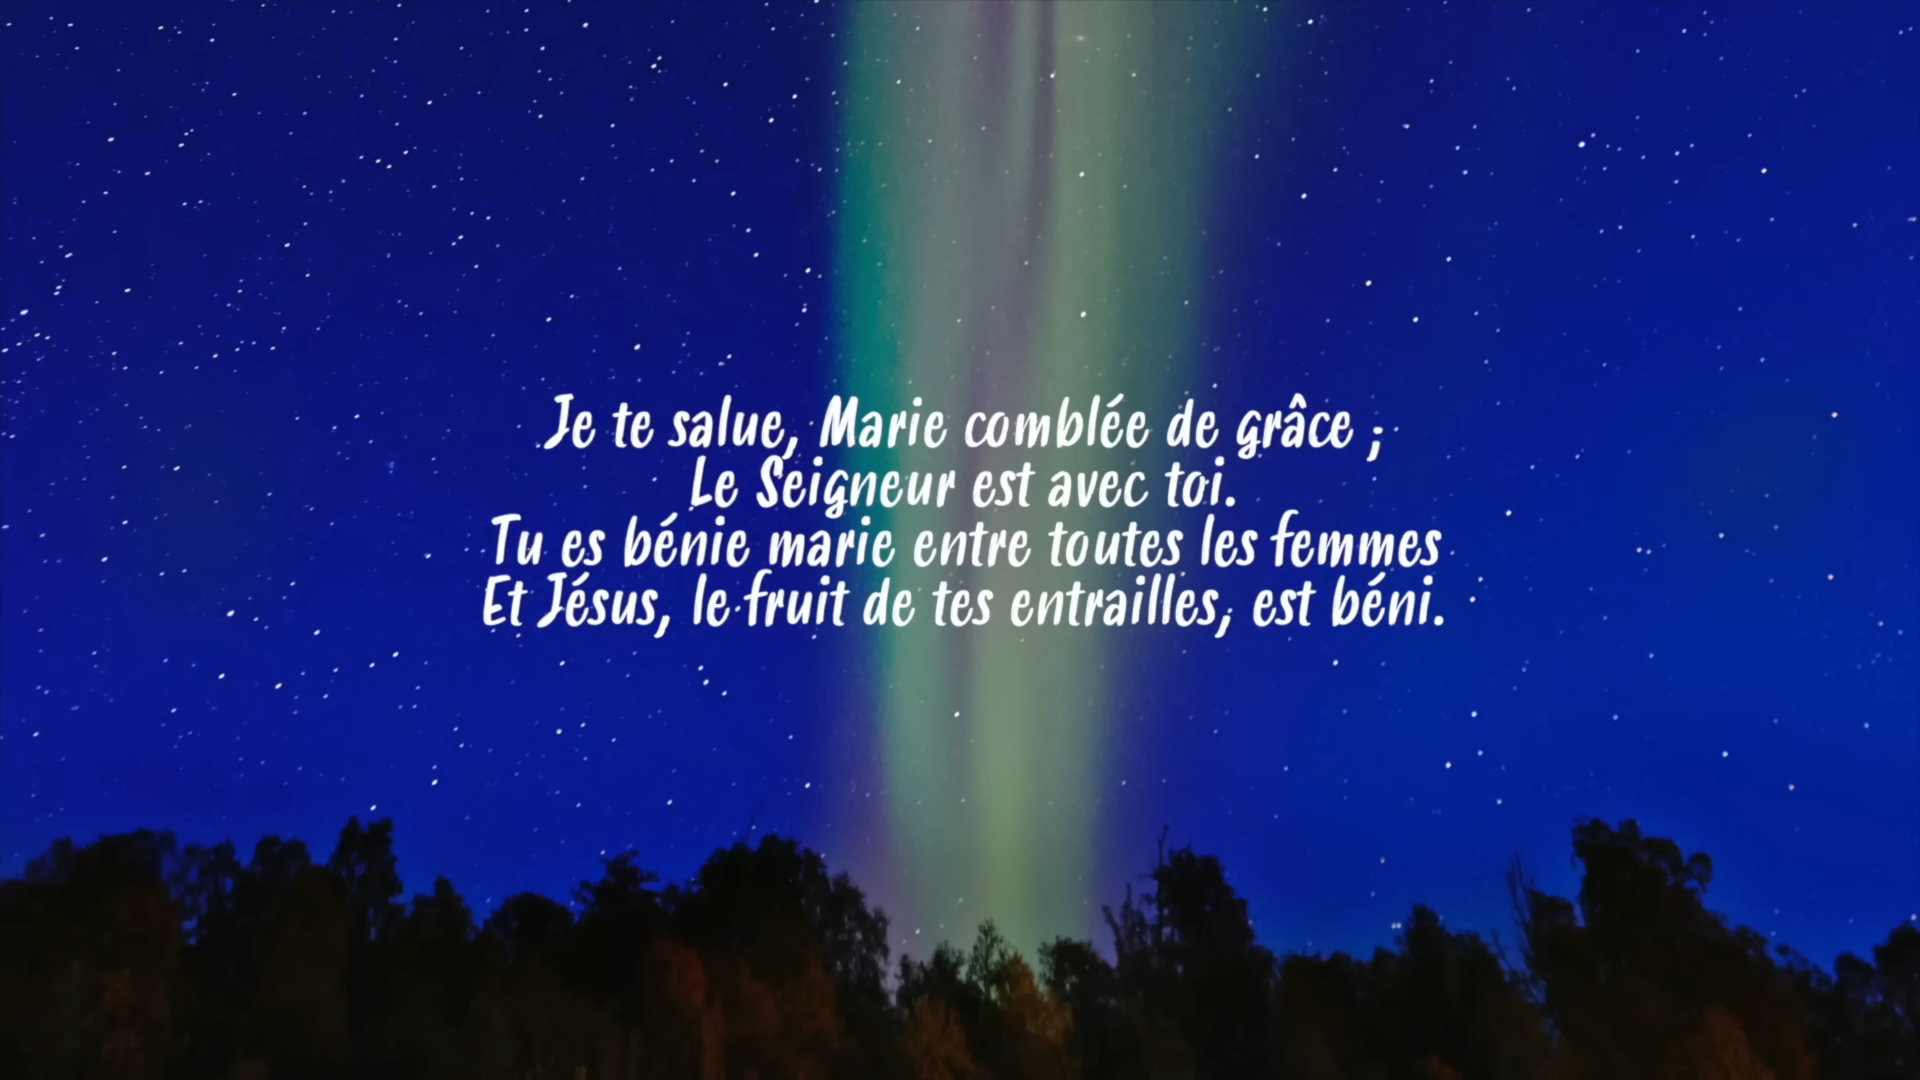 Je te salue, Marie comblée de grâce ;
Le Seigneur est avec toi.
Tu es bénie marie entre toutes les femmes
Et Jésus, le fruit de tes entrailles, est béni.